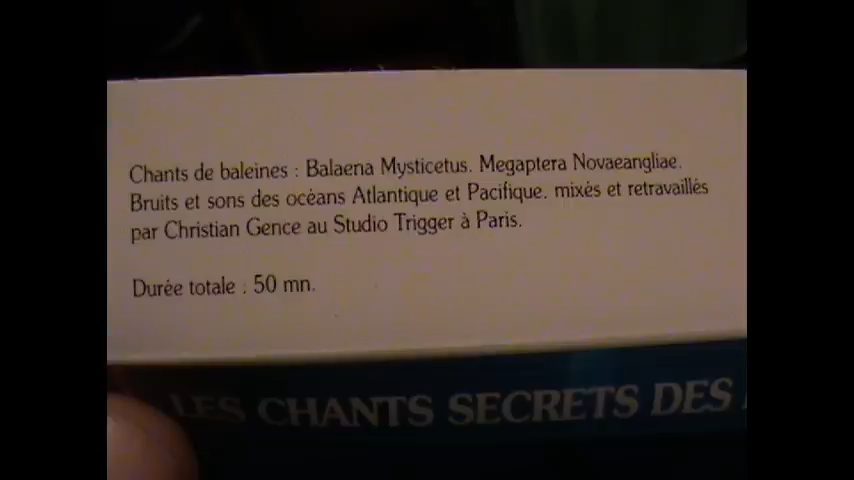 Chants de baleines : Balaena Mysticetus. Megaptera Novaeangliae.
Bruits et sons des océans Atlantique et Pacifique. mixés et retravaillés
par Christian Gence au Studio Trigger à Paris.
Durée totale : 50 mn.
LES CHANTS SECRETS DES